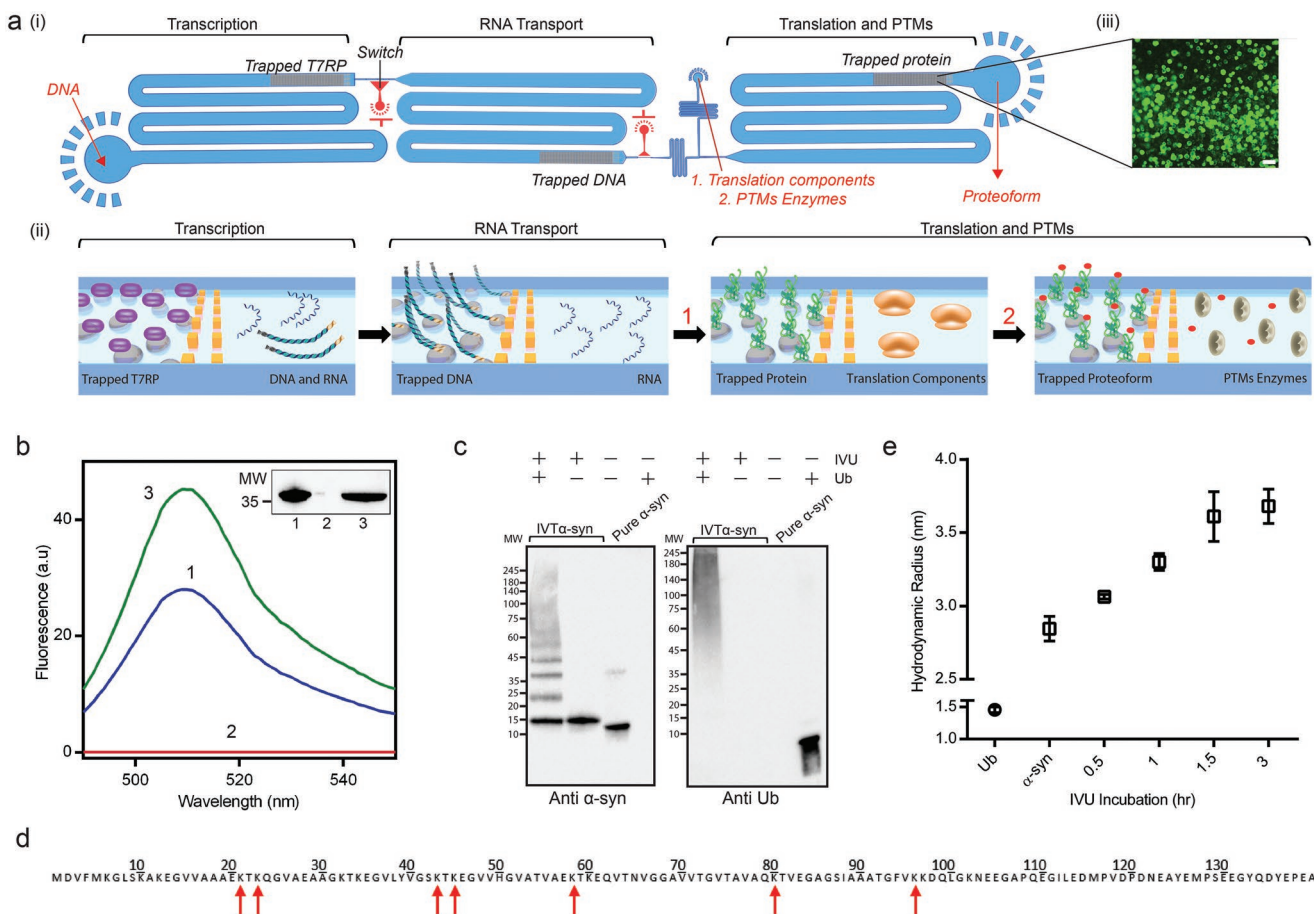 a (i) Transcription RNA Transport Translation and PTMs (iii)
Trapped T7RP Switch Trapped protein
DNA
Trapped DNA 1. Translation components
2. PTMs Enzymes
Proteoform
(ii) Transcription RNA Transport Translation and PTMs
1 2
Trapped T7RP DNA and RNA Trapped DNA RNA Trapped Protein Translation Components Trapped Proteoform PTMs Enzymes
b
Fluorescence (a.u)
40
20
0
3
1
2
MW
35
1 2 3
500 520 540
Wavelength (nm)
c
+ + − − IVU
+ − − + Ub
IVTα-syn Pure α-syn
MW
245
180
140
100
75
60
45
35
25
20
15
10
Anti α-syn
+ + − − IVU
+ − − + Ub
IVTα-syn Pure α-syn
MW
245
180
140
100
75
60
45
35
25
20
15
10
Anti Ub
e
Hydrodynamic Radius (nm)
4.0
3.5
3.0
2.5
1.5
1.0
Ub α-syn 0.5 1 1.5 3
IVU Incubation (hr)
d
10 20 30 40 50 60 70 80 90 100 110 120 130
MDVFMKGLSKAKEGVVAAAEKTKQGVAEAAGKTKEGVLYVGSKTKEGVVHGVATVAEKTKEQVTNVGGAVVTGVTAVAQKTVEGAGSIAAATGFVKKDQLGKNEEGAPQEGILEDMPVDPDNEAYEMPSEEGYQDYEPEA